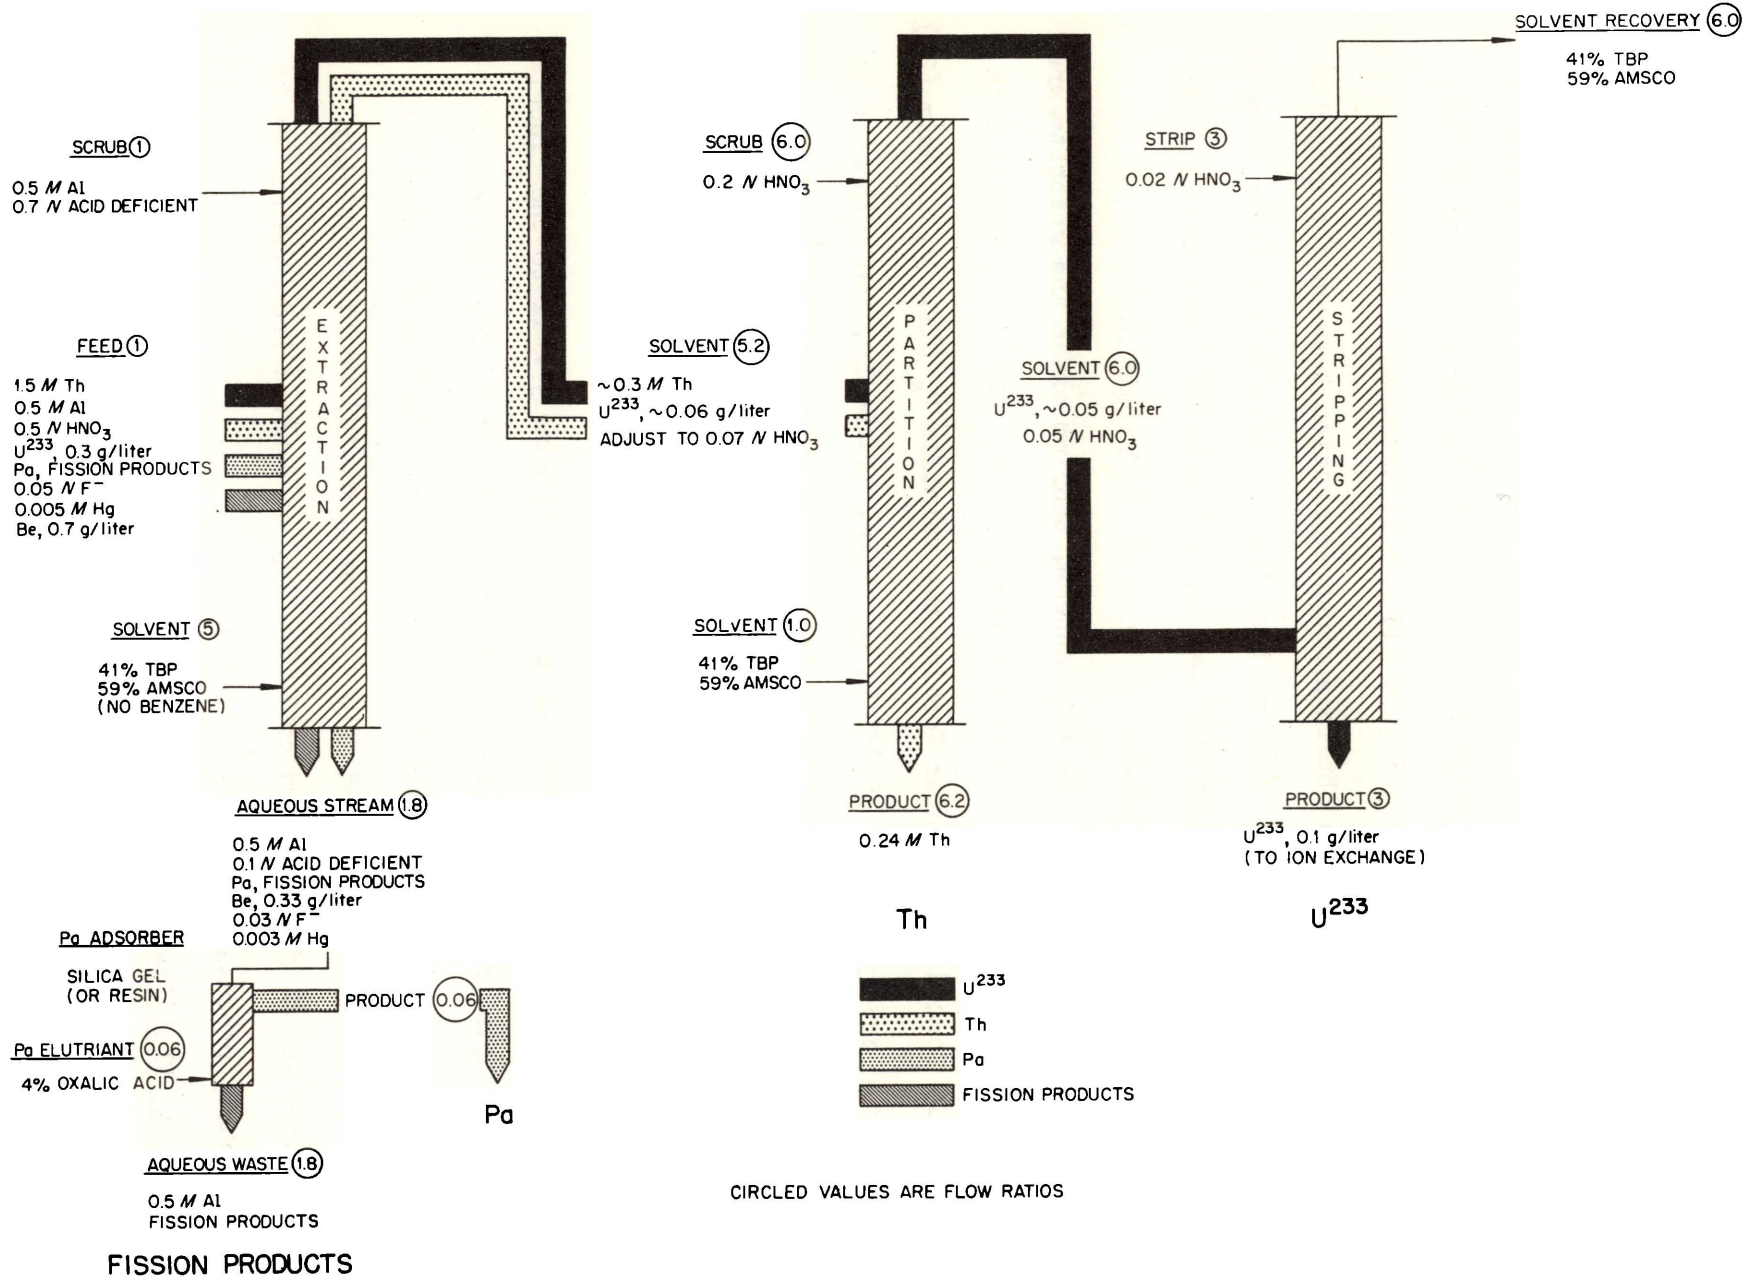 SOLVENT RECOVERY 6.0
41% TBP
59% AMSCO
SCRUB 1
0.5 M Al
0.7 N ACID DEFICIENT
SCRUB 6.0
0.2 N HNO3
STRIP 3
0.02 N HNO3
FEED 1
1.5 M Th
0.5 M Al
0.5 N HNO3
U233, 0.3 g/liter
Pa, FISSION PRODUCTS
0.05 N F−
0.005 M Hg
Be, 0.7 g/liter
EXTRACTION
SOLVENT 5.2
~0.3 M Th
U233, ~0.06 g/liter
ADJUST TO 0.07 N HNO3
PARTITION
SOLVENT 6.0
U233, ~0.05 g/liter
0.05 N HNO3
STRIPPING
SOLVENT 5
41% TBP
59% AMSCO
(NO BENZENE)
SOLVENT 1.0
41% TBP
59% AMSCO
AQUEOUS STREAM 1.8
0.5 M Al
0.1 N ACID DEFICIENT
Pa, FISSION PRODUCTS
Be, 0.33 g/liter
0.03 N F−
0.003 M Hg
PRODUCT 6.2
0.24 M Th
Th
PRODUCT 3
U233, 0.1 g/liter
(TO ION EXCHANGE)
U233
Pa ADSORBER
SILICA GEL
(OR RESIN)
PRODUCT 0.06
Pa ELUTRIANT 0.06
4% OXALIC ACID
Pa
AQUEOUS WASTE 1.8
0.5 M Al
FISSION PRODUCTS
FISSION PRODUCTS
U233
Th
Pa
FISSION PRODUCTS
CIRCLED VALUES ARE FLOW RATIOS